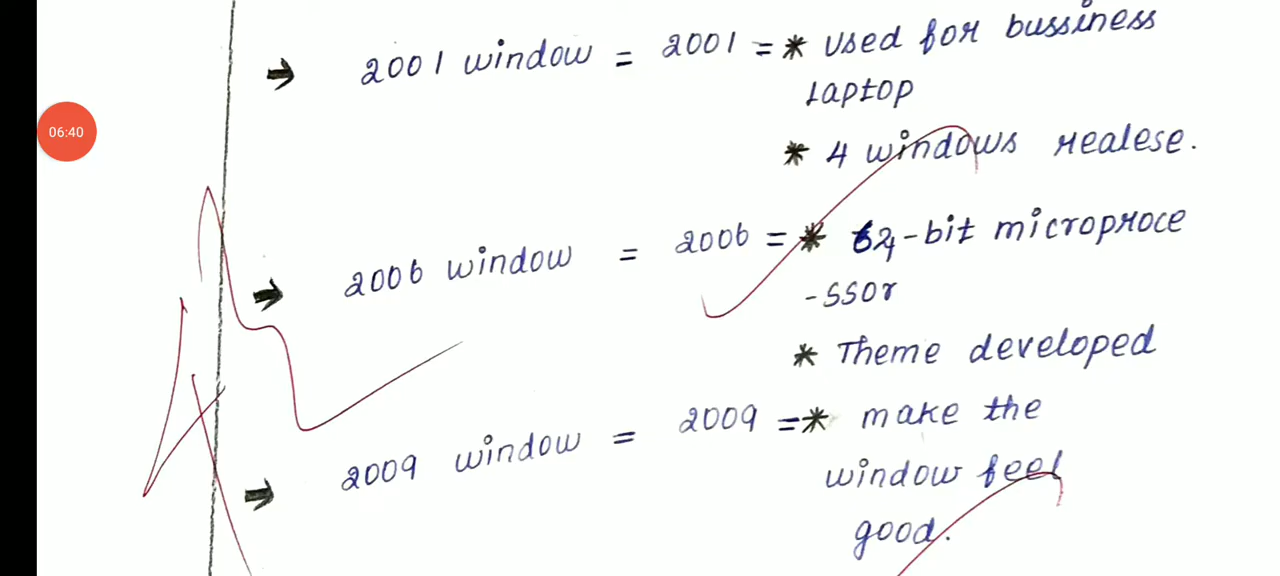 → 2001 window = 2001 = * used for bussiness
laptop
* 4 windows realese.
06:40
→ 2006 window = 2006 = * 64-bit microproce
-ssor
* Theme developed
→ 2009 window = 2009 = * make the
window feel
good.